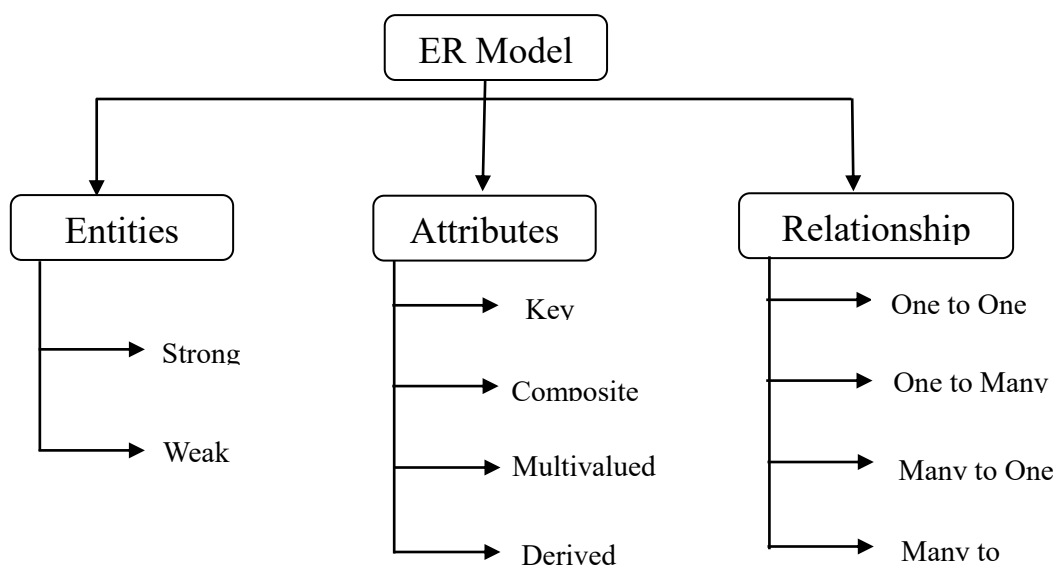 ER Model
Entities
Attributes
Relationship
Strong
Weak
Key
Composite
Multivalued
Derived
One to One
One to Many
Many to One
Many to